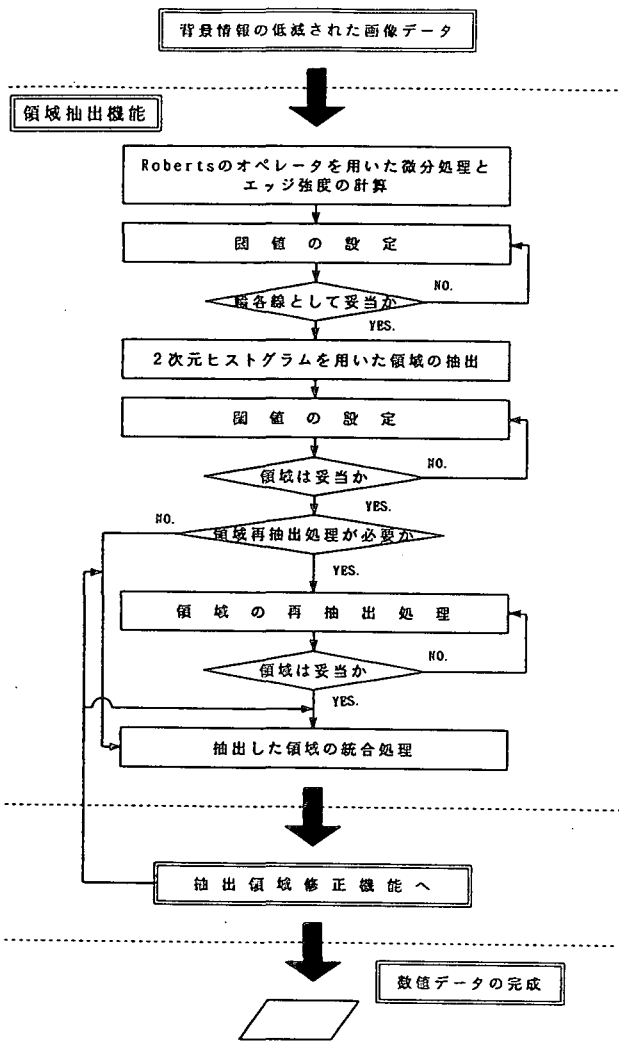 背景情報の低減された画像データ
領域抽出機能
Robertsのオペレータを用いた微分処理と
エッジ強度の計算
閾値の設定
NO.
輪各線として妥当か
YES.
2次元ヒストグラムを用いた領域の抽出
閾値の設定
NO.
領域は妥当か
YES.
NO.
領域再抽出処理が必要か
YES.
領域の再抽出処理
NO.
領域は妥当か
YES.
抽出した領域の統合処理
抽出領域修正機能へ
数値データの完成